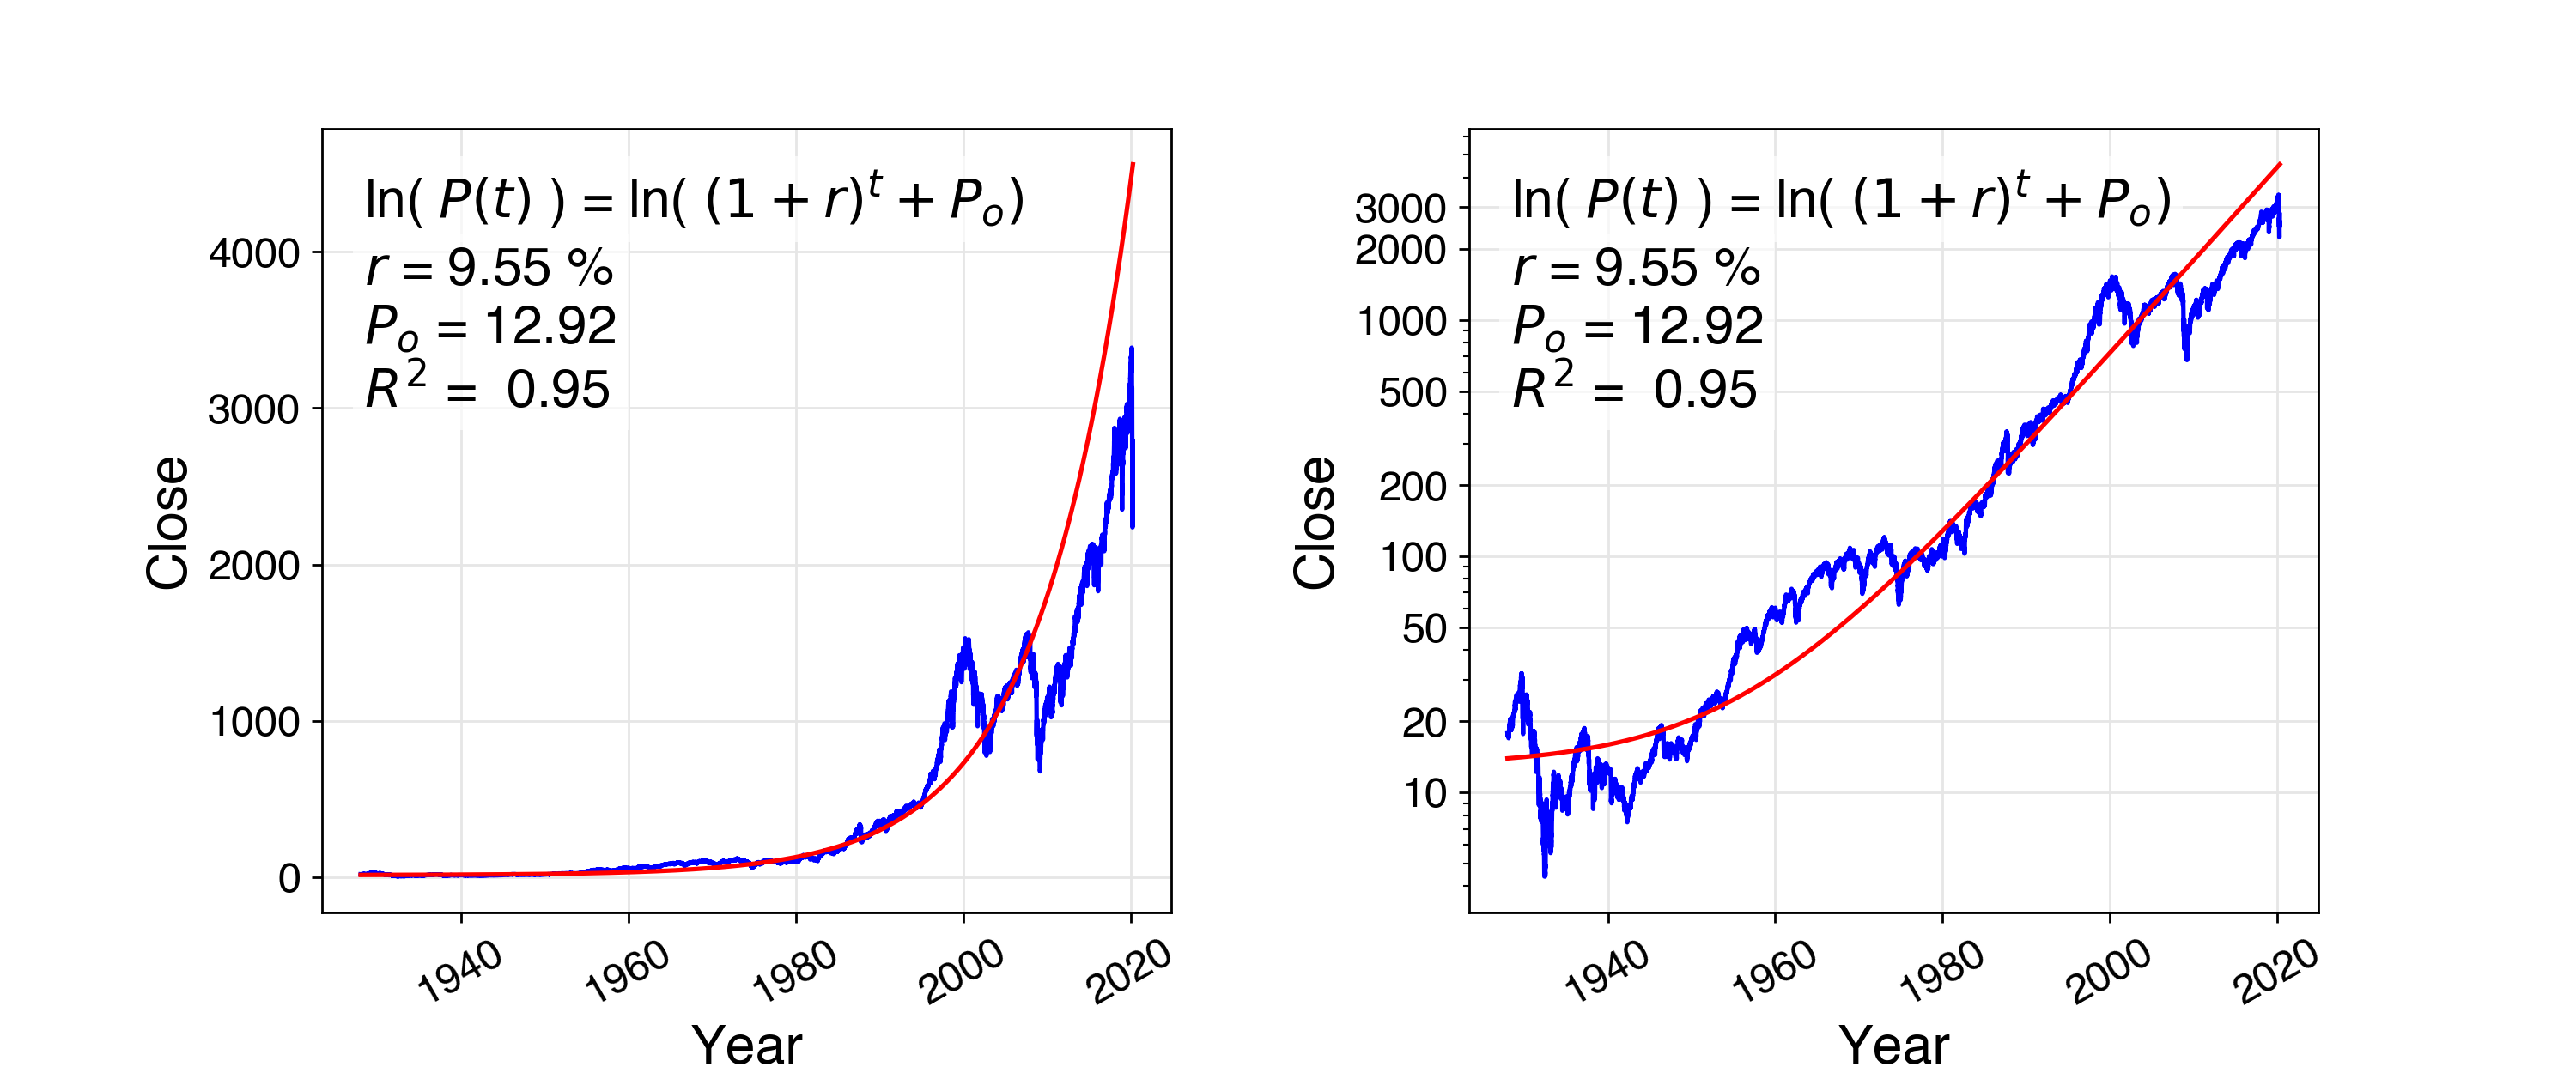 ln( P(t) ) = ln( (1 + r)^t + P_o)
r = 9.55 %
P_o = 12.92
R^2 = 0.95
4000
3000
2000
1000
0
Close
1940
1960
1980
2000
2020
Year
ln( P(t) ) = ln( (1 + r)^t + P_o)
r = 9.55 %
P_o = 12.92
R^2 = 0.95
3000
2000
1000
500
200
100
50
20
10
Close
1940
1960
1980
2000
2020
Year